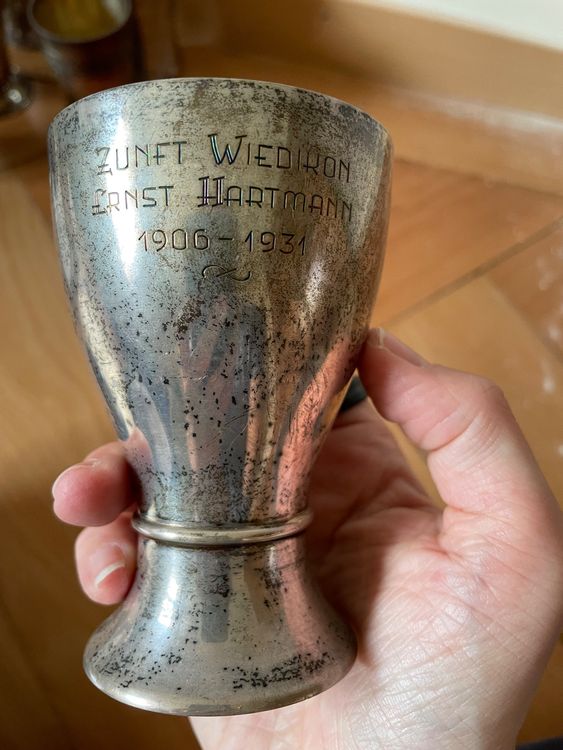 ZUNFT WIEDIKON
ERNST HARTMANN
1906-1931